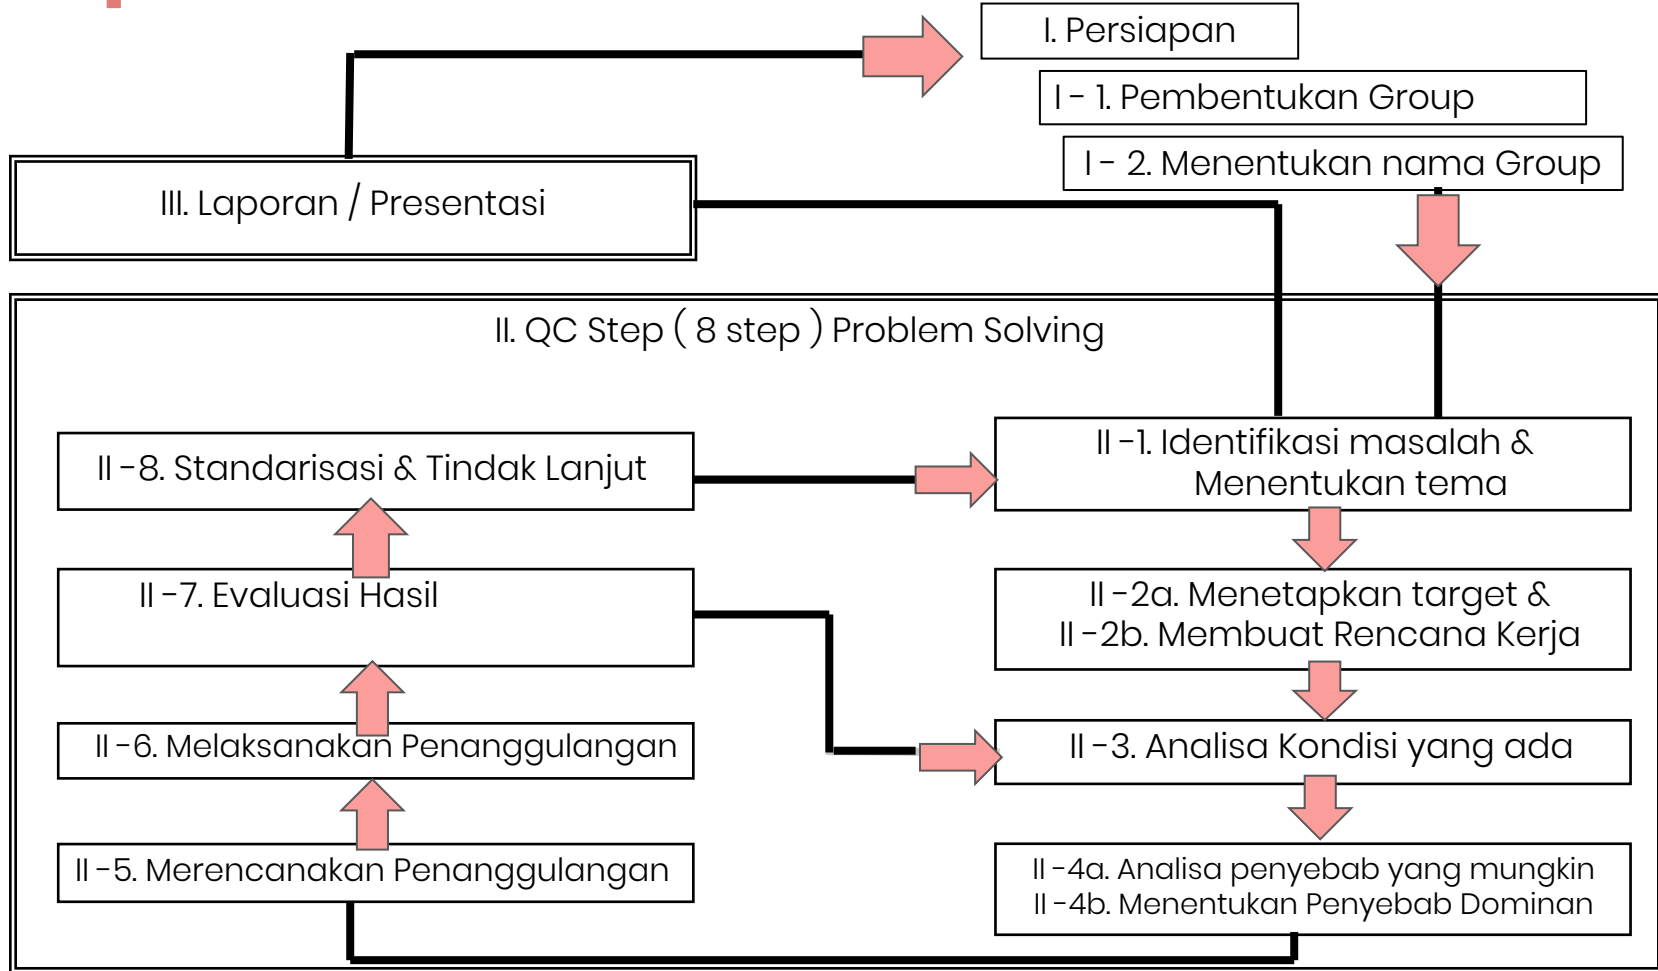 I. Persiapan
I - 1. Pembentukan Group
I - 2. Menentukan nama Group
III. Laporan / Presentasi
II. QC Step ( 8 step ) Problem Solving
II -1. Identifikasi masalah &
Menentukan tema
II -2a. Menetapkan target &
II -2b. Membuat Rencana Kerja
II -3. Analisa Kondisi yang ada
II -4a. Analisa penyebab yang mungkin
II -4b. Menentukan Penyebab Dominan
II -5. Merencanakan Penanggulangan
II -6. Melaksanakan Penanggulangan
II -7. Evaluasi Hasil
II -8. Standarisasi & Tindak Lanjut